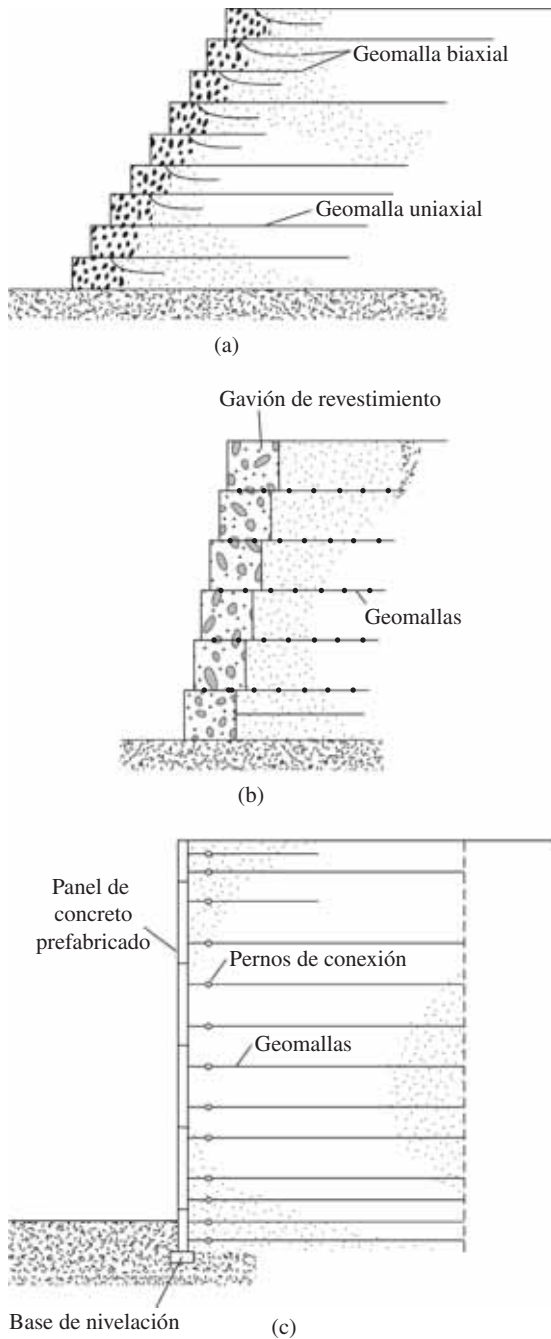 Geomalla biaxial
Geomalla uniaxial
(a)
Gavión de revestimiento
Geomallas
(b)
Panel de
concreto
prefabricado
Pernos de conexión
Geomallas
Base de nivelación
(c)